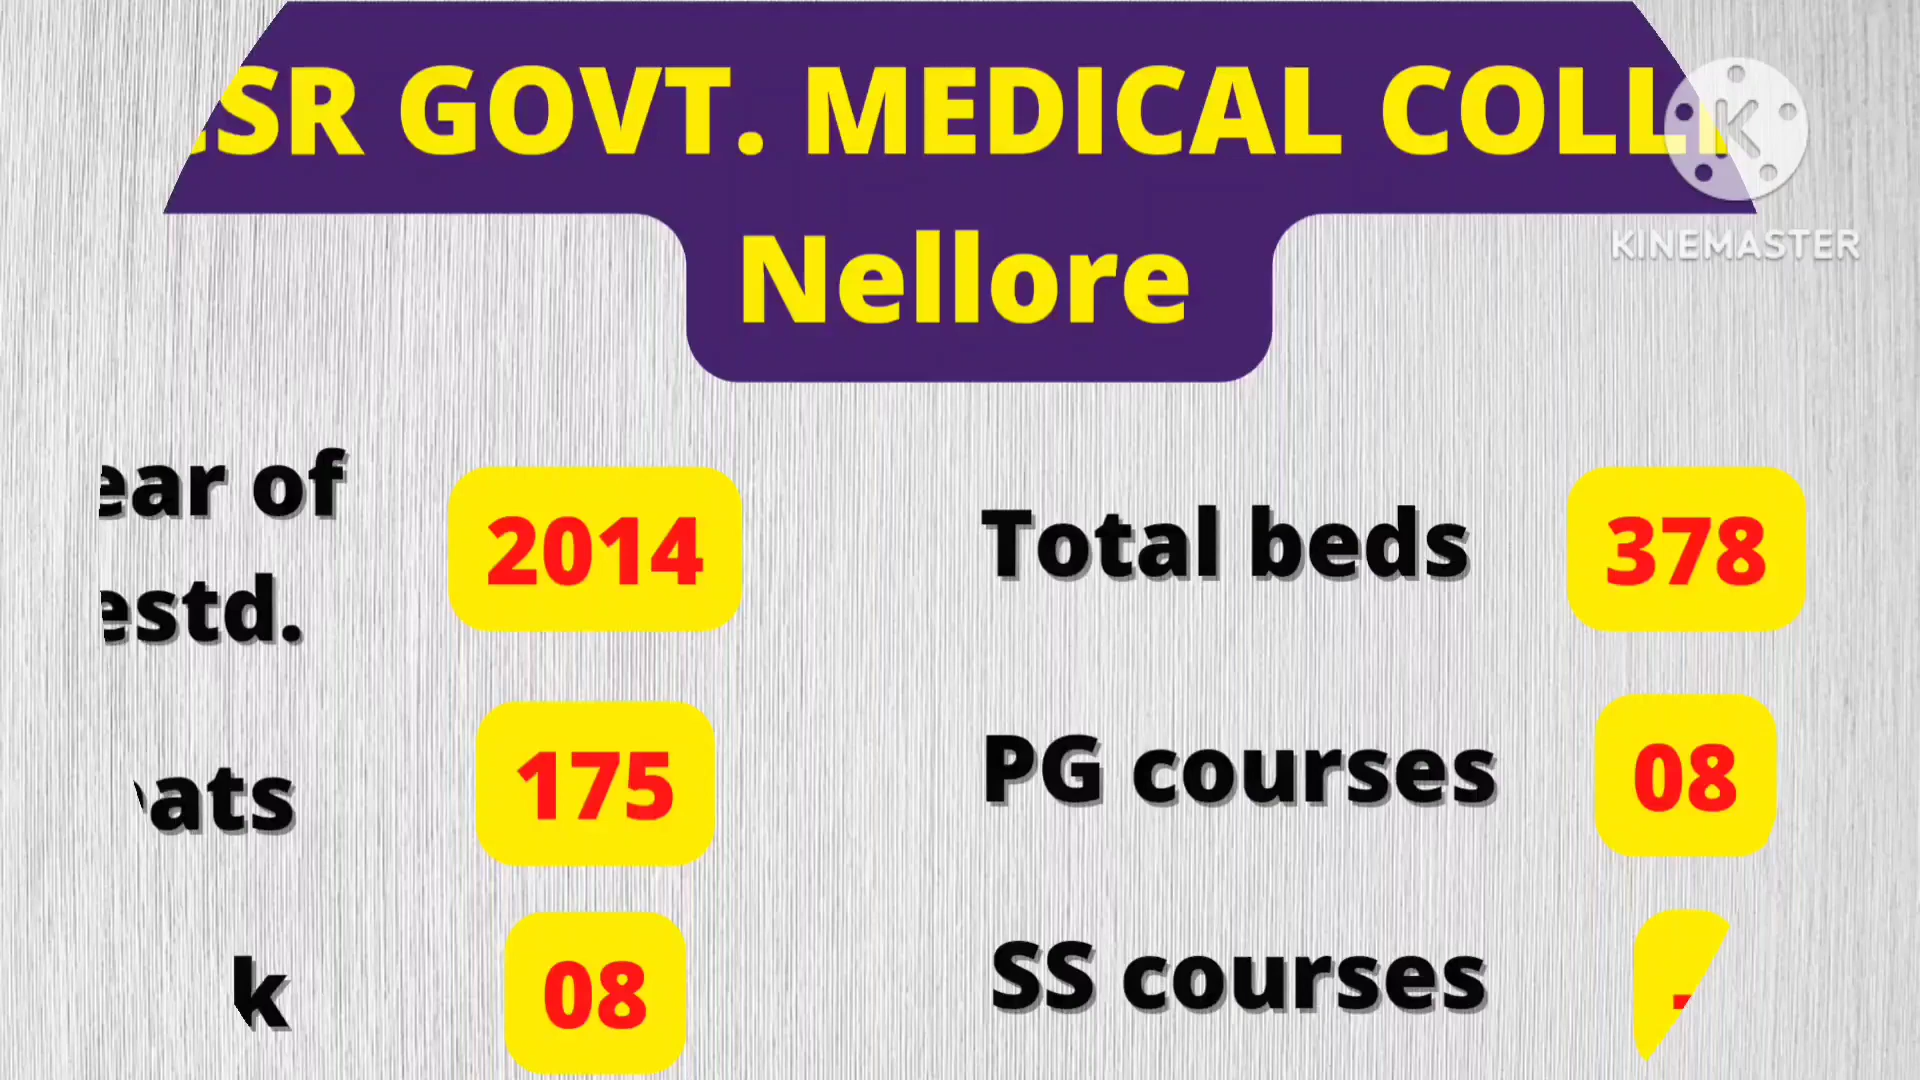 SR GOVT. MEDICAL COLL
KINEMASTER
Nellore
ear of
estd.
2014
Total beds
378
ats
175
PG courses
08
k
08
SS courses